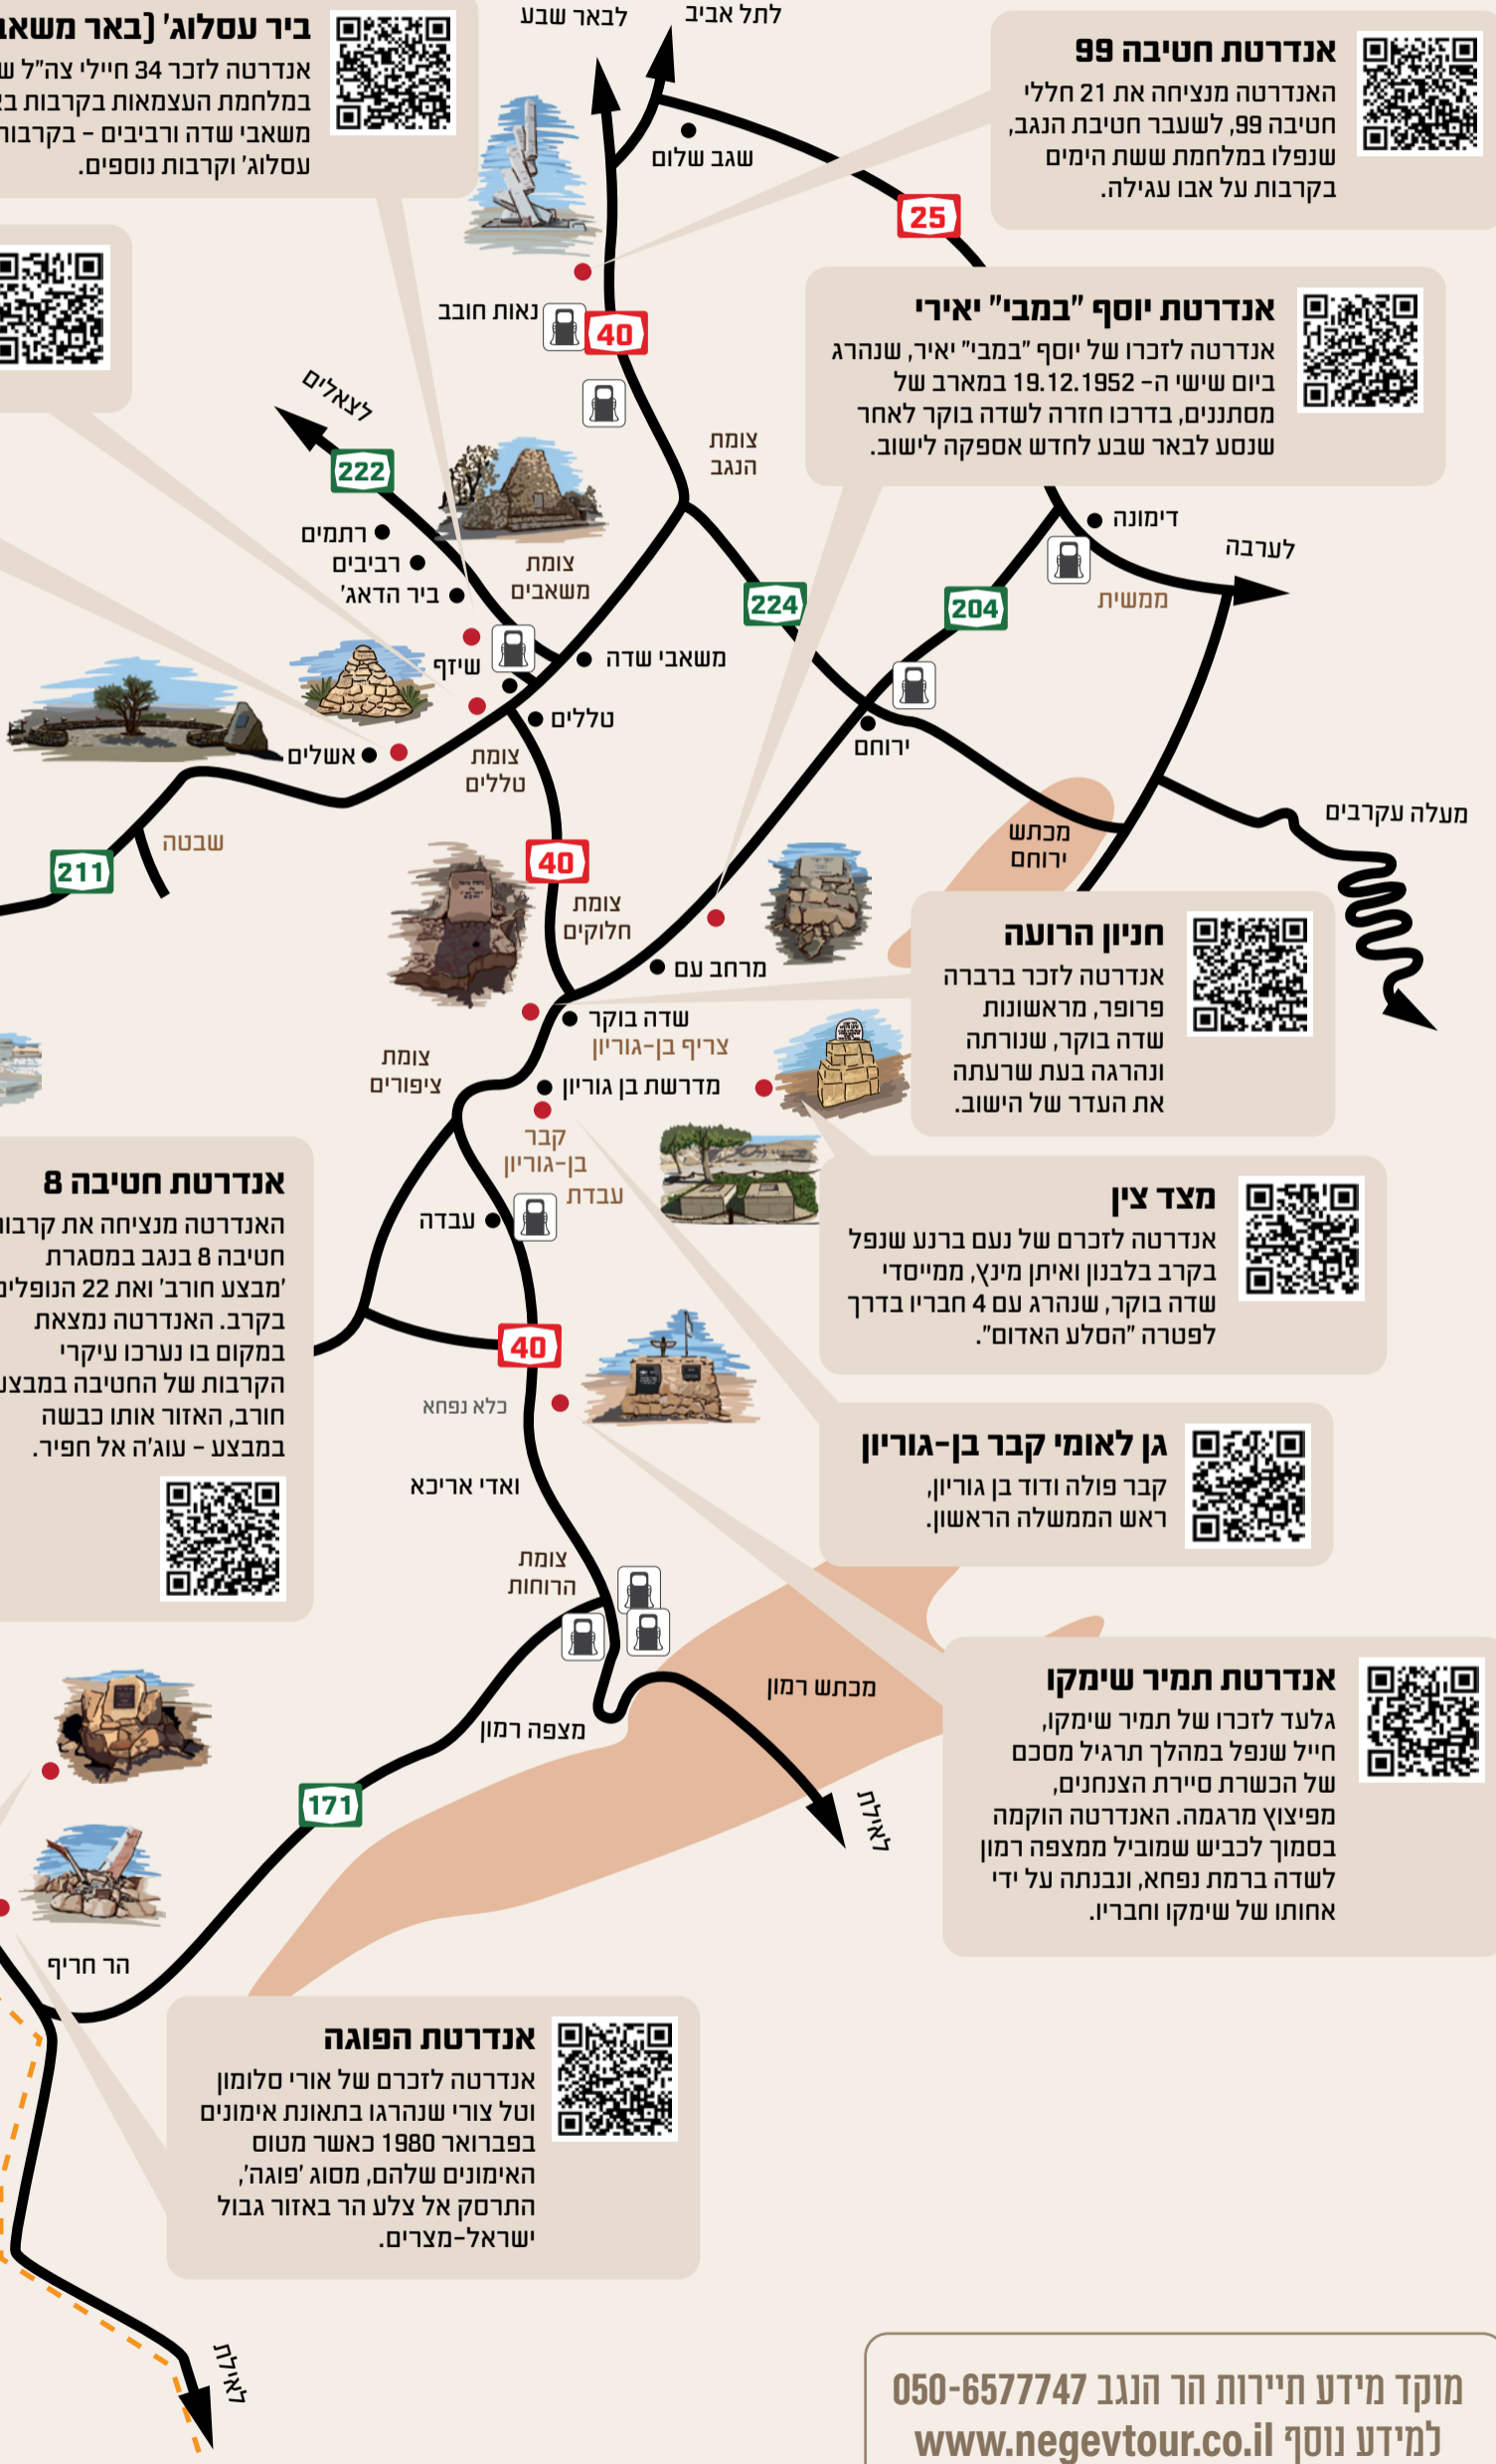 לתל אביב
לבאר שבע
ביר עסלוג' (באר משאב
אנדרטה לזכר 34 חיילי צה"ל ש
במלחמת העצמאות בקרבות בא
משאבי שדה ורביבים - בקרבות
עסלוג' וקרבות נוספים.
אנדרטת חטיבה 99
האנדרטה מנציחה את 21 חללי
חטיבה 99, לשעבר חטיבת הנגב,
שנפלו במלחמת ששת הימים
בקרבות על אבו עגילה.
שגב שלום
25
נאות חובב
40
אנדרטת יוסף "במבי" יאירי
אנדרטה לזכרו של יוסף "במבי" יאיר, שנהרג
ביום שישי ה- 19.12.1952 במארב של
מסתננים, בדרכו חזרה לשדה בוקר לאחר
שנסע לבאר שבע לחדש אספקה לישוב.
לצאלים
222
צומת
הנגב
רתמים
רביבים
ביר הדאג'
צומת
משאבים
דימונה
לערבה
ממשית
224
204
שיזף
משאבי שדה
טללים
אשלים
צומת
טללים
ירוחם
מעלה עקרבים
מכתש
ירוחם
שבטה
211
40
צומת
חלוקים
מרחב עם
חניון הרועה
אנדרטה לזכר ברברה
פרופר, מראשונות
שדה בוקר, שנורתה
ונהרגה בעת שרעתה
את העדר של הישוב.
שדה בוקר
צריף בן-גוריון
צומת
ציפורים
מדרשת בן גוריון
קבר
בן-גוריון
עבדת
עבדה
מצד צין
אנדרטה לזכרם של נעם ברנע שנפל
בקרב בלבנון ואיתן מינץ, ממייסדי
שדה בוקר, שנהרג עם 4 חבריו בדרך
לפטרה "הסלע האדום".
אנדרטת חטיבה 8
האנדרטה מנציחה את קרבות
חטיבה 8 בנגב במסגרת
'מבצע חורב' ואת 22 הנופלים
בקרב. האנדרטה נמצאת
במקום בו נערכו עיקרי
הקרבות של החטיבה במבצע
חורב, האזור אותו כבשה
במבצע - עוג'ה אל חפיר.
40
כלא נפחא
ואדי אריכא
גן לאומי קבר בן-גוריון
קבר פולה ודוד בן גוריון,
ראש הממשלה הראשון.
צומת
הרוחות
מכתש רמון
מצפה רמון
לאילת
171
אנדרטת תמיר שימקו
גלעד לזכרו של תמיר שימקו,
חייל שנפל במהלך תרגיל מסכם
של הכשרת סיירת הצנחנים,
מפיצוץ מרגמה. האנדרטה הוקמה
בסמוך לכביש שמוביל ממצפה רמון
לשדה ברמת נפחא, ונבנתה על ידי
אחותו של שימקו וחבריו.
הר חריף
אנדרטת הפוגה
אנדרטה לזכרם של אורי סלומון
וטל צורי שנהרגו בתאונת אימונים
בפברואר 1980 כאשר מטוס
האימונים שלהם, מסוג 'פוגה',
התרסק אל צלע הר באזור גבול
ישראל-מצרים.
לאילת
מוקד מידע תיירות הר הנגב 050-6577747
למידע נוסף www.negevtour.co.il